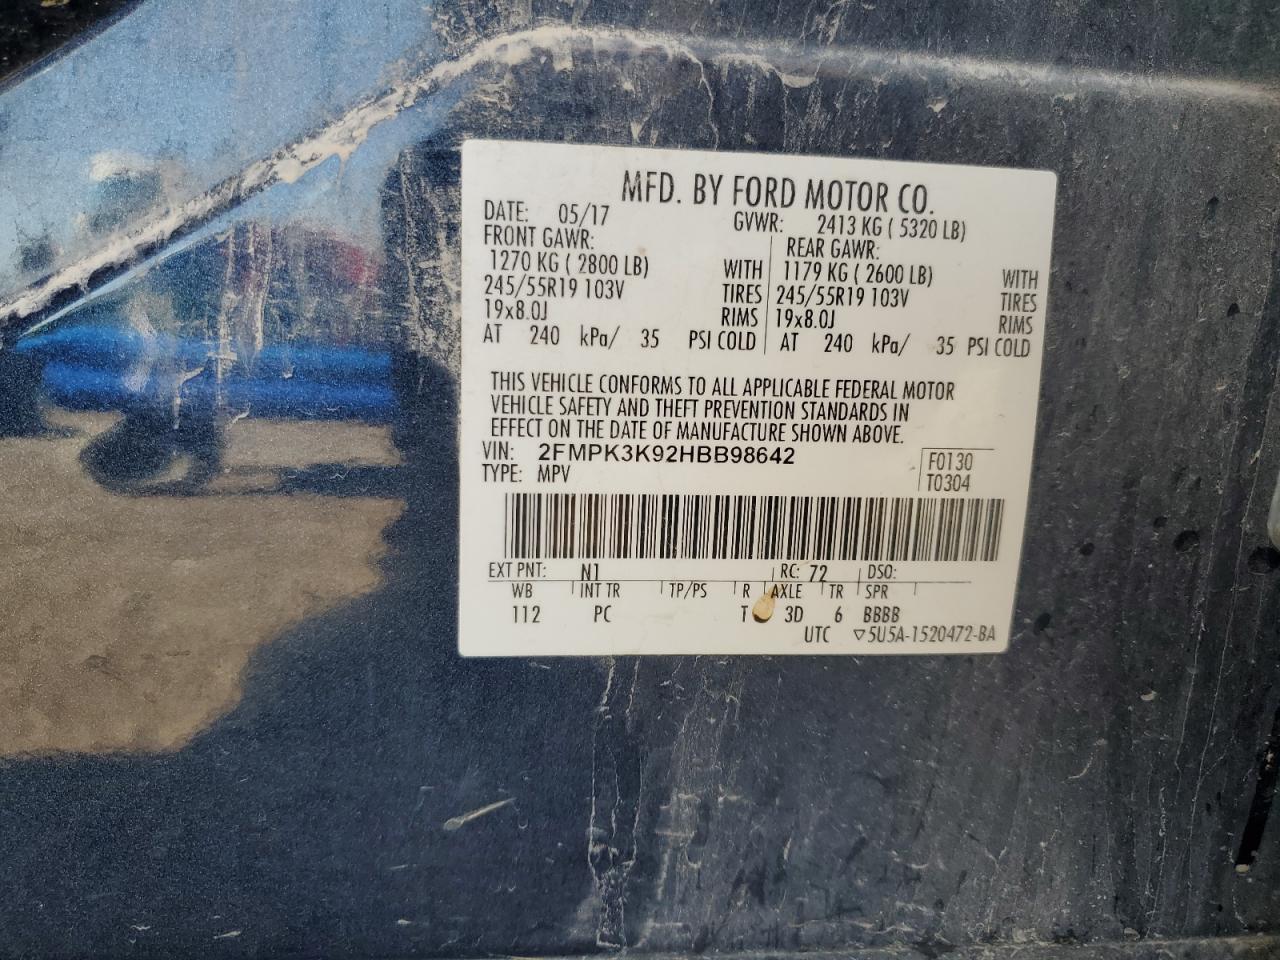 MFD. BY FORD MOTOR CO.
DATE: 05/17 GVWR: 2413 KG ( 5320 LB)
FRONT GAWR: REAR GAWR:
1270 KG ( 2800 LB) WITH 1179 KG ( 2600 LB) WITH
245/55R19 103V TIRES 245/55R19 103V TIRES
19x8.0J RIMS 19x8.0J RIMS
AT 240 kPa/ 35 PSI COLD AT 240 kPa/ 35 PSI COLD
THIS VEHICLE CONFORMS TO ALL APPLICABLE FEDERAL MOTOR
VEHICLE SAFETY AND THEFT PREVENTION STANDARDS IN
EFFECT ON THE DATE OF MANUFACTURE SHOWN ABOVE.
VIN: 2FMPK3K92HBB98642 F0130
TYPE: MPV T0304
EXT PNT: N1 RC: 72 DSO:
WB INT TR TP/PS R AXLE TR SPR
112 PC T 3D 6 BBBB
UTC ▽5U5A-1520472-BA